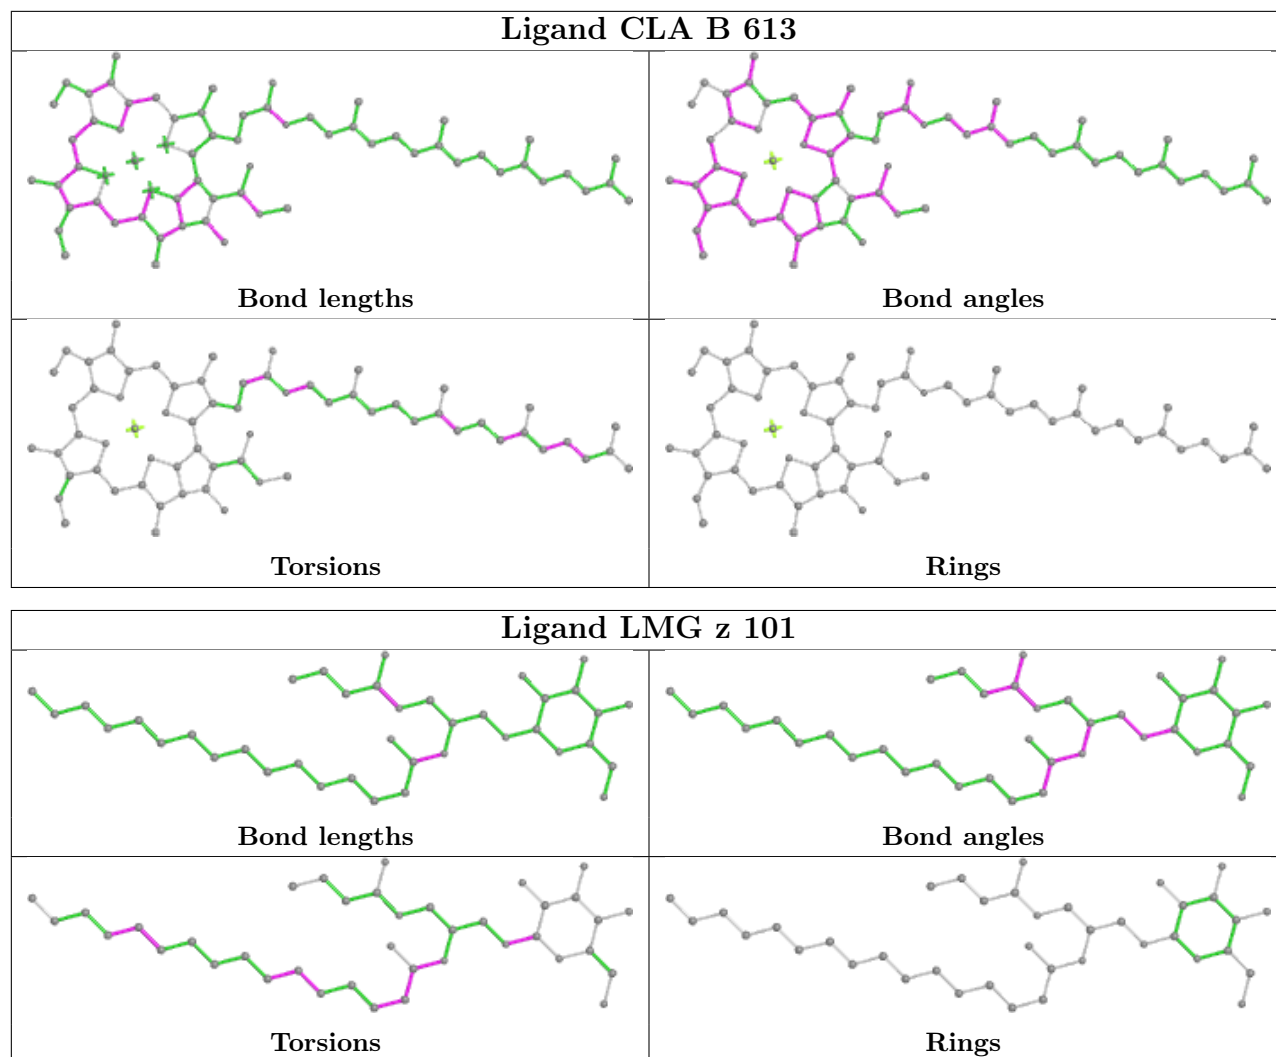 Ligand CLA B 613
Bond lengths
Bond angles
Torsions
Rings
Ligand LMG z 101
Bond lengths
Bond angles
Torsions
Rings